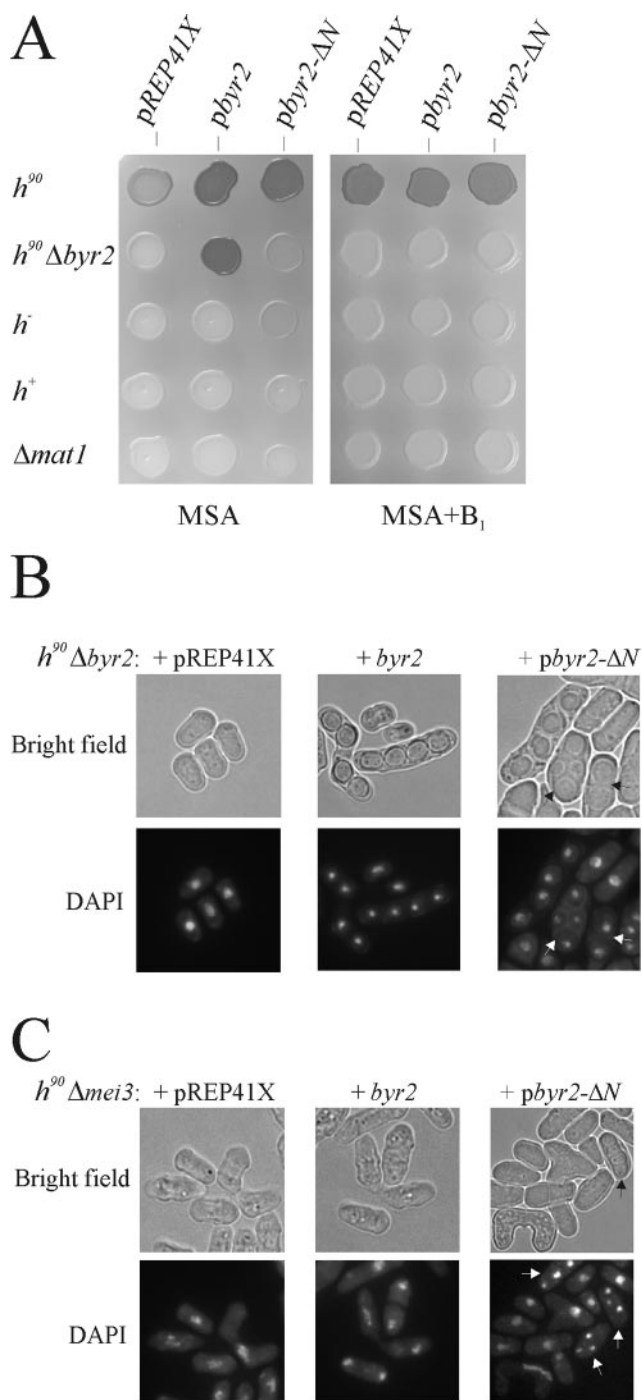 A
pREP41X pbyr2 pbyr2-ΔN pREP41X pbyr2 pbyr2-ΔN
h⁹⁰
h⁹⁰ Δbyr2
h⁻
h⁺
Δmat1
MSA MSA+B₁
B
h⁹⁰ Δbyr2: + pREP41X + byr2 + pbyr2-ΔN
Bright field
DAPI
C
h⁹⁰ Δmei3: + pREP41X + byr2 + pbyr2-ΔN
Bright field
DAPI